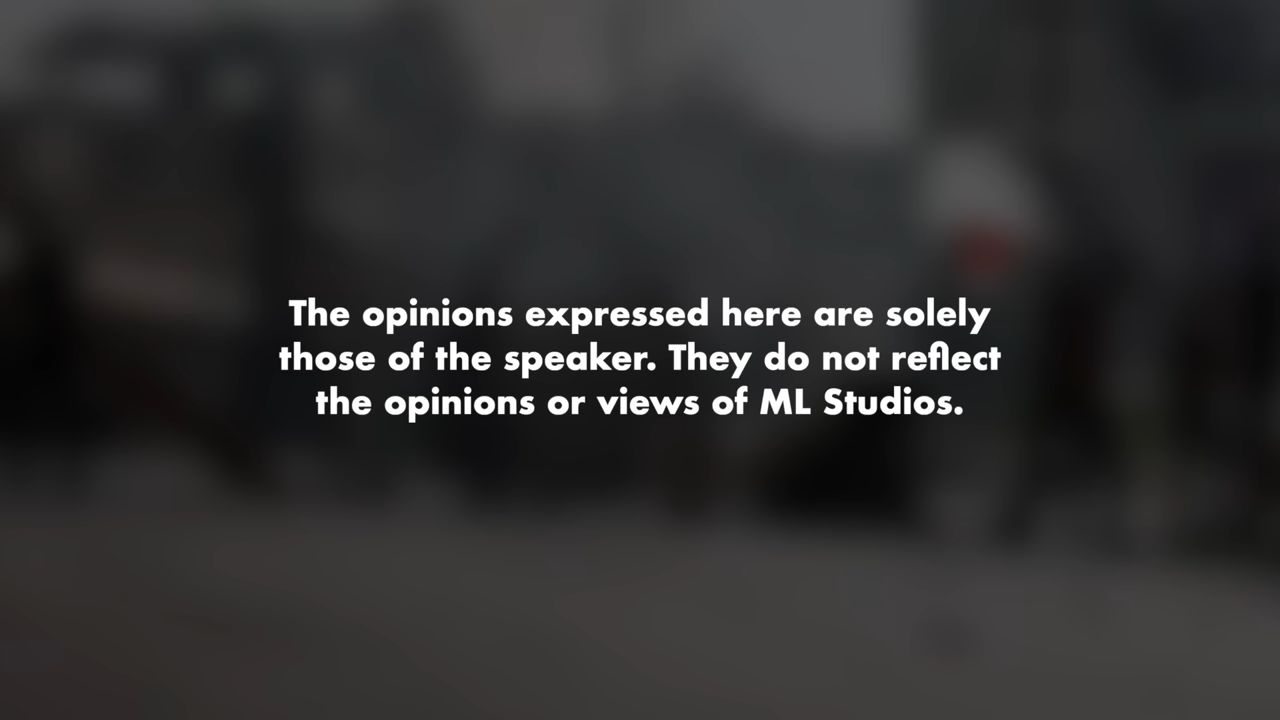 The opinions expressed here are solely
those of the speaker. They do not reflect
the opinions or views of ML Studios.